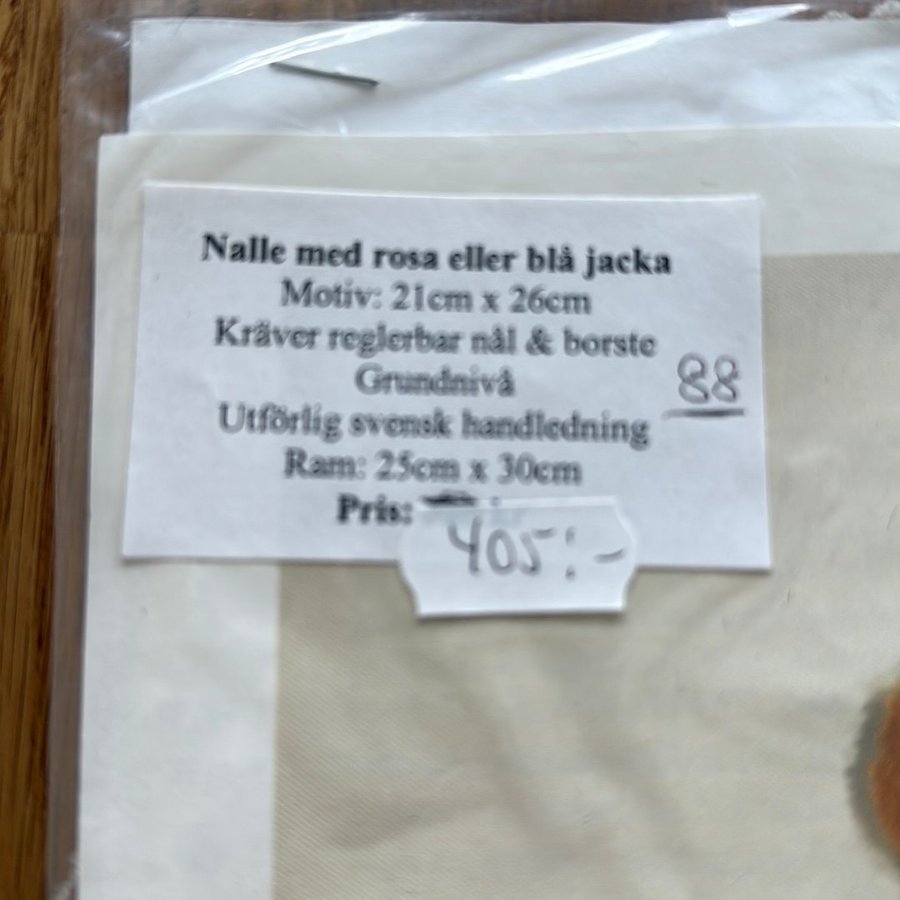 Nalle med rosa eller blå jacka
Motiv: 21cm x 26cm
Kräver reglerbar nål & borste
Grundnivå
88
Utförlig svensk handledning
Ram: 25cm x 30cm
Pris:
405:-